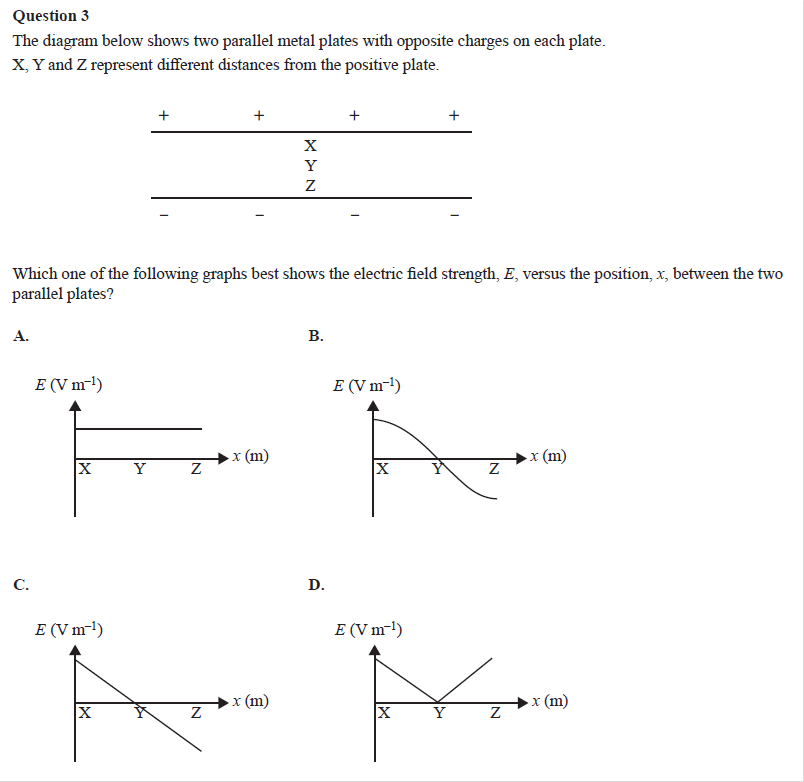 Question 3
The diagram below shows two parallel metal plates with opposite charges on each plate.
X, Y and Z represent different distances from the positive plate.
+ + + +
X
Y
Z
– – – –
Which one of the following graphs best shows the electric field strength, E, versus the position, x, between the two
parallel plates?
A. B.
E (V m⁻¹) E (V m⁻¹)
x (m) x (m)
X Y Z X Y Z
C. D.
E (V m⁻¹) E (V m⁻¹)
x (m) x (m)
X Y Z X Y Z